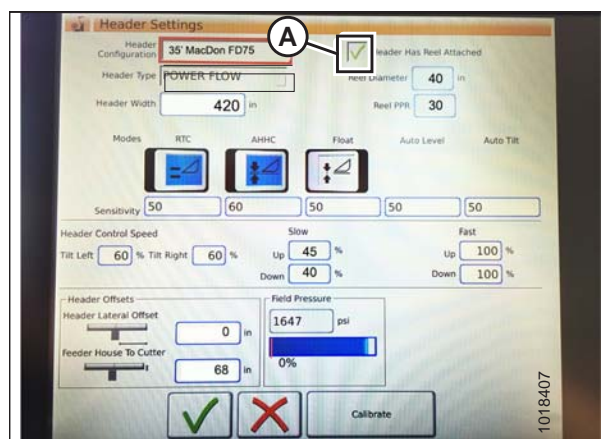 Header Settings
A
Header Configuration 35' MacDon FD75
Header Has Reel Attached
Header Type POWER FLOW
Reel Diameter 40 in
Header Width 420 in
Reel PPR 30
Modes RTC AHHC Float Auto Level Auto Tilt
Sensitivity 50 60 50 50 50
Header Control Speed Slow Fast
Tilt Left 60 % Tilt Right 60 % Up 45 % Up 100 %
Down 40 % Down 100 %
Header Offsets Field Pressure
Header Lateral Offset 0 in 1647 psi
Feeder House To Cutter 68 in 0%
Calibrate
1018407